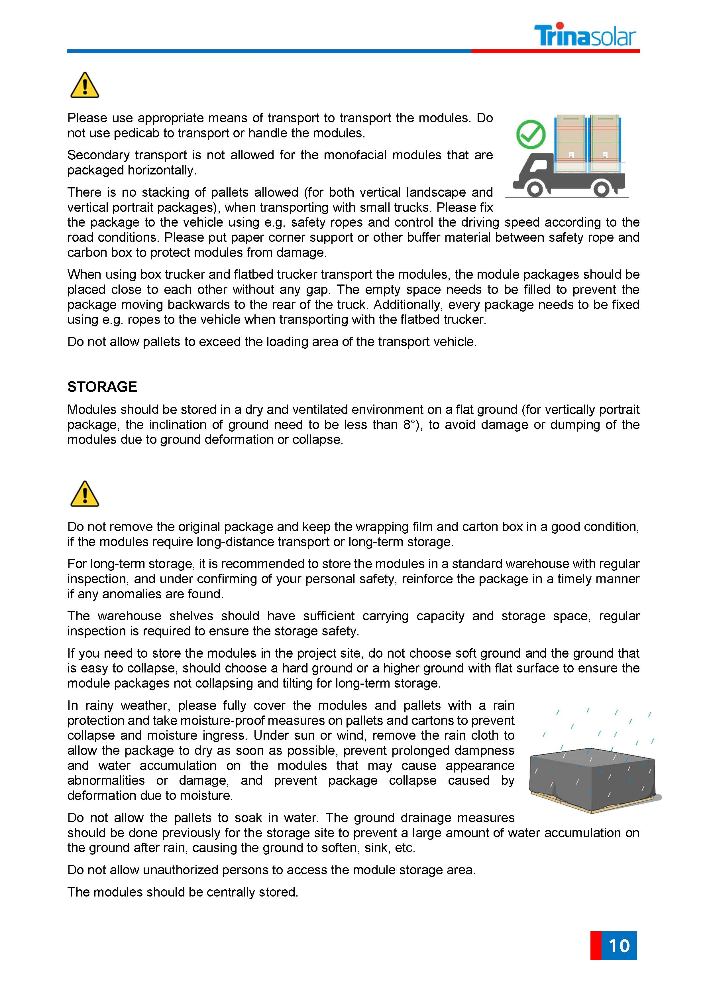 Trinasolar
Please use appropriate means of transport to transport the modules. Do
not use pedicab to transport or handle the modules.
Secondary transport is not allowed for the monofacial modules that are
packaged horizontally.
There is no stacking of pallets allowed (for both vertical landscape and
vertical portrait packages), when transporting with small trucks. Please fix
the package to the vehicle using e.g. safety ropes and control the driving speed according to the
road conditions. Please put paper corner support or other buffer material between safety rope and
carbon box to protect modules from damage.
When using box trucker and flatbed trucker transport the modules, the module packages should be
placed close to each other without any gap. The empty space needs to be filled to prevent the
package moving backwards to the rear of the truck. Additionally, every package needs to be fixed
using e.g. ropes to the vehicle when transporting with the flatbed trucker.
Do not allow pallets to exceed the loading area of the transport vehicle.
STORAGE
Modules should be stored in a dry and ventilated environment on a flat ground (for vertically portrait
package, the inclination of ground need to be less than 8°), to avoid damage or dumping of the
modules due to ground deformation or collapse.
Do not remove the original package and keep the wrapping film and carton box in a good condition,
if the modules require long-distance transport or long-term storage.
For long-term storage, it is recommended to store the modules in a standard warehouse with regular
inspection, and under confirming of your personal safety, reinforce the package in a timely manner
if any anomalies are found.
The warehouse shelves should have sufficient carrying capacity and storage space, regular
inspection is required to ensure the storage safety.
If you need to store the modules in the project site, do not choose soft ground and the ground that
is easy to collapse, should choose a hard ground or a higher ground with flat surface to ensure the
module packages not collapsing and tilting for long-term storage.
In rainy weather, please fully cover the modules and pallets with a rain
protection and take moisture-proof measures on pallets and cartons to prevent
collapse and moisture ingress. Under sun or wind, remove the rain cloth to
allow the package to dry as soon as possible, prevent prolonged dampness
and water accumulation on the modules that may cause appearance
abnormalities or damage, and prevent package collapse caused by
deformation due to moisture.
Do not allow the pallets to soak in water. The ground drainage measures
should be done previously for the storage site to prevent a large amount of water accumulation on
the ground after rain, causing the ground to soften, sink, etc.
Do not allow unauthorized persons to access the module storage area.
The modules should be centrally stored.
10